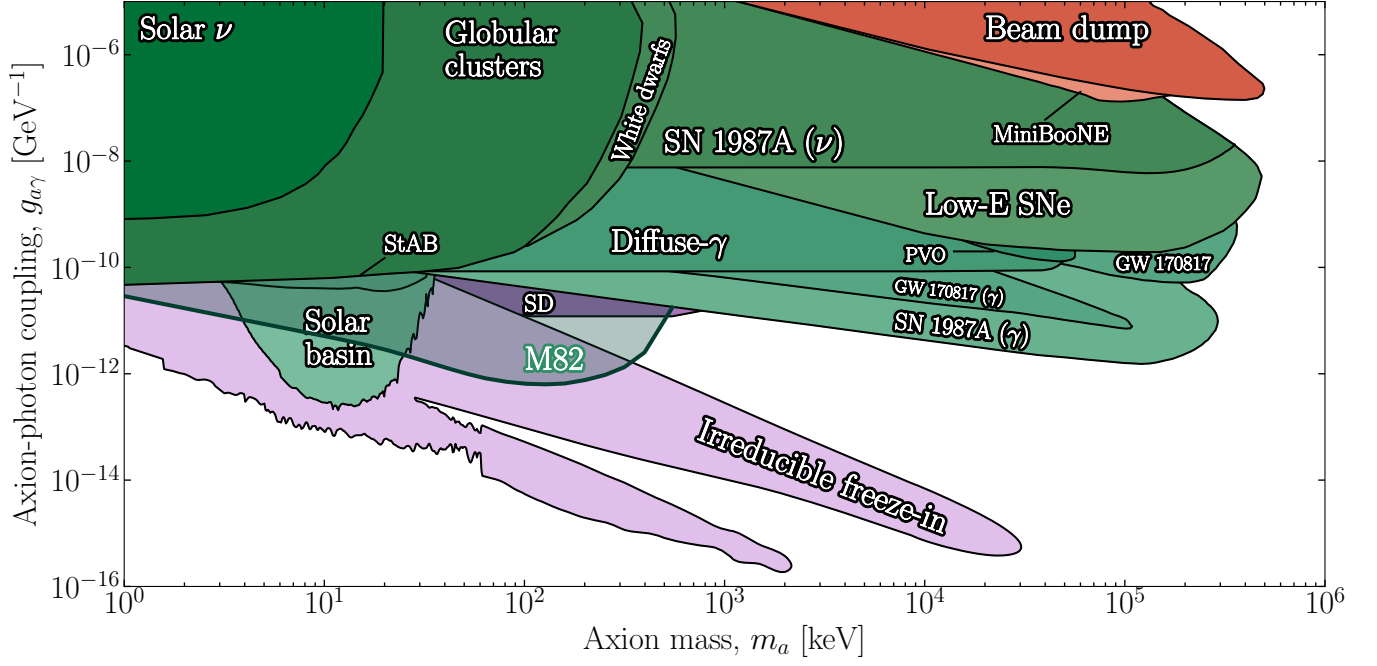 Axion-photon coupling, $g_{a\gamma}$ [GeV$^{-1}$]
$10^{-6}$
$10^{-8}$
$10^{-10}$
$10^{-12}$
$10^{-14}$
$10^{-16}$
Solar ν
Globular
clusters
White dwarfs
Beam dump
MiniBooNE
SN 1987A (ν)
Low-E SNe
StAB
Diffuse-γ
PVO
GW 170817
GW 170817 (γ)
SD
Solar
basin
SN 1987A (γ)
M82
Irreducible freeze-in
$10^{0}$
$10^{1}$
$10^{2}$
$10^{3}$
$10^{4}$
$10^{5}$
$10^{6}$
Axion mass, $m_a$ [keV]